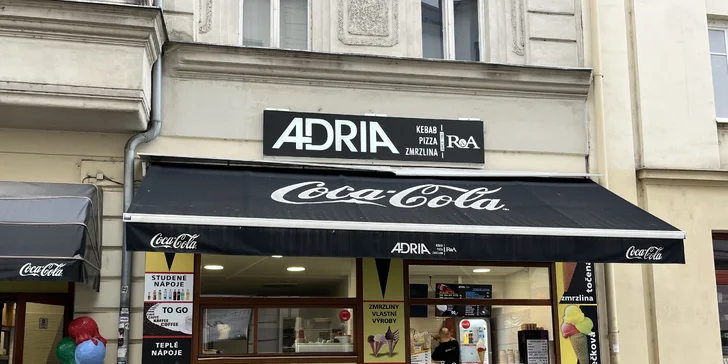 ADRIA
KEBAB
PIZZA
ZMRZLINA
R&A
Coca-Cola
Coca-Cola
ADRIA
R&A
Coca-Cola
Coca-Cola
STUDENÉ
NÁPOJE
TO GO
COFFEE
TEPLÉ
NÁPOJE
ZMRZLINY
VLASTNÍ
VÝROBY
točená
zmrzlina